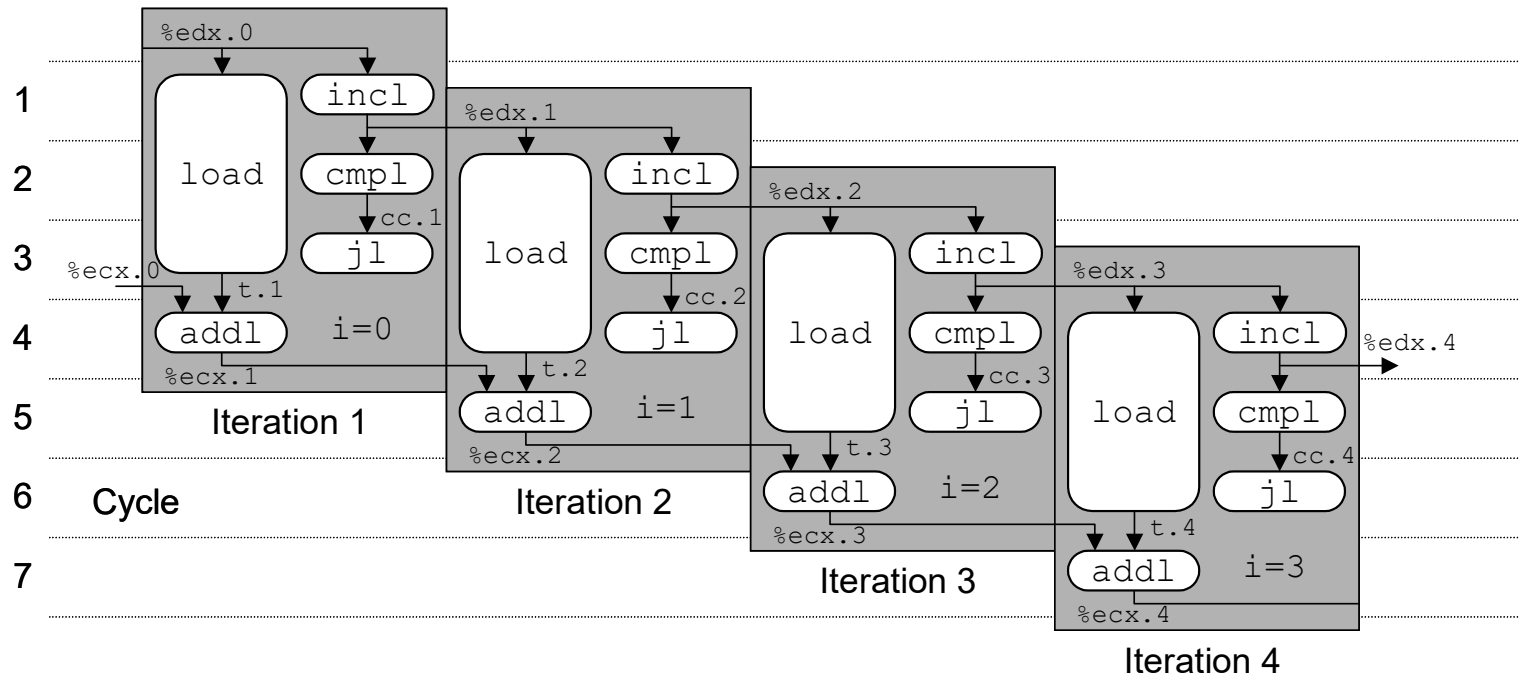 %edx.0
1
incl
%edx.1
2
load
cmpl
incl
%edx.2
cc.1
3
%ecx.0
jl
load
cmpl
incl
%edx.3
t.1
cc.2
4
addl
i=0
jl
load
cmpl
incl
%edx.4
%ecx.1
t.2
cc.3
5
Iteration 1
addl
i=1
jl
load
cmpl
%ecx.2
t.3
cc.4
6
Cycle
Iteration 2
addl
i=2
jl
%ecx.3
t.4
7
Iteration 3
addl
i=3
%ecx.4
Iteration 4